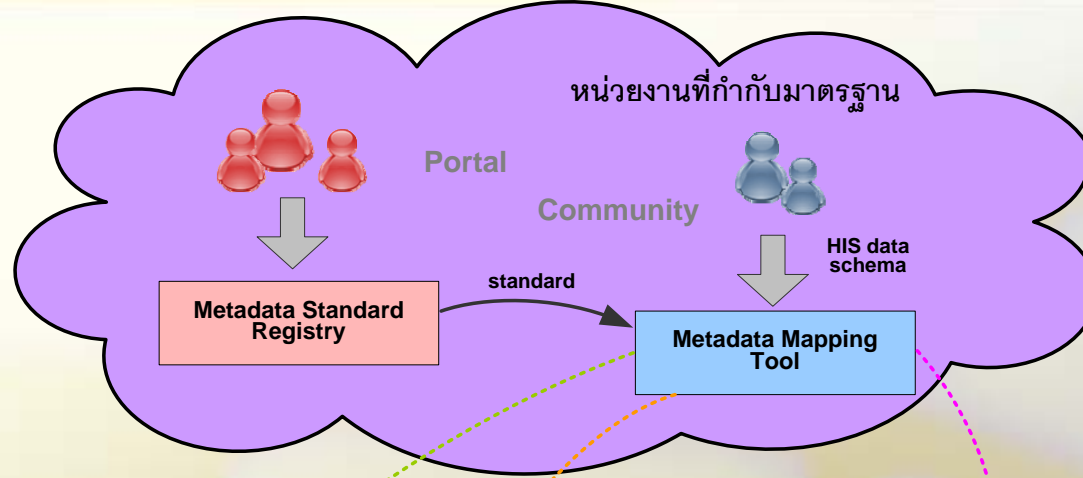 หน่วยงานที่กำกับมาตรฐาน
Portal
Community
HIS data
schema
standard
Metadata Standard
Registry
Metadata Mapping
Tool